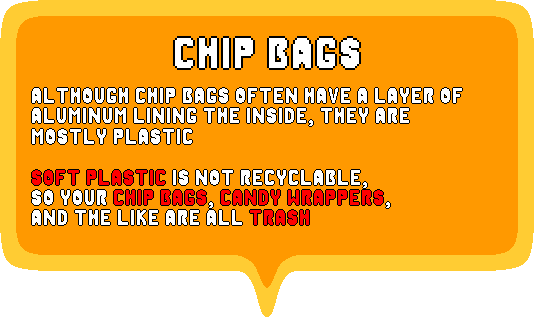 CHIP BAGS
ALTHOUGH CHIP BAGS OFTEN HAVE A LAYER OF
ALUMINUM LINING THE INSIDE, THEY ARE
MOSTLY PLASTIC
SOFT PLASTIC IS NOT RECYCLABLE,
SO YOUR CHIP BAGS, CANDY WRAPPERS,
AND THE LIKE ARE ALL TRASH